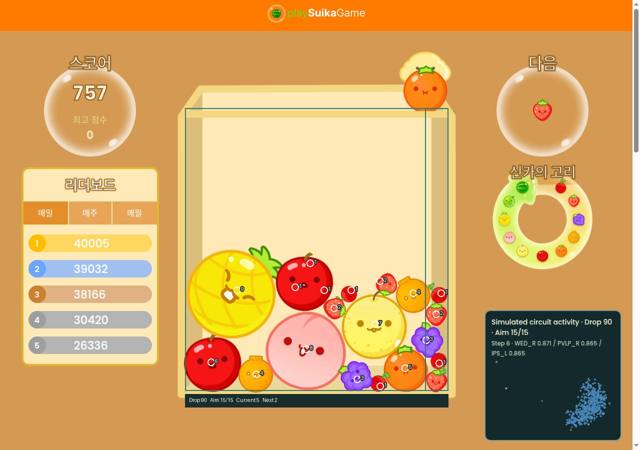 playSuikaGame
스코어
757
최고 점수
0
다음
리더보드
매일
매주
매월
1 40005
2 39032
3 38166
4 30420
5 26336
신카의 고리
Simulated circuit activity · Drop 90
· Aim 15/15
Step 6 · WED_R 0.871 / PVLP_R 0.865 /
IPS_L 0.865
Drop90 Aim 15/15 Current5 Next2